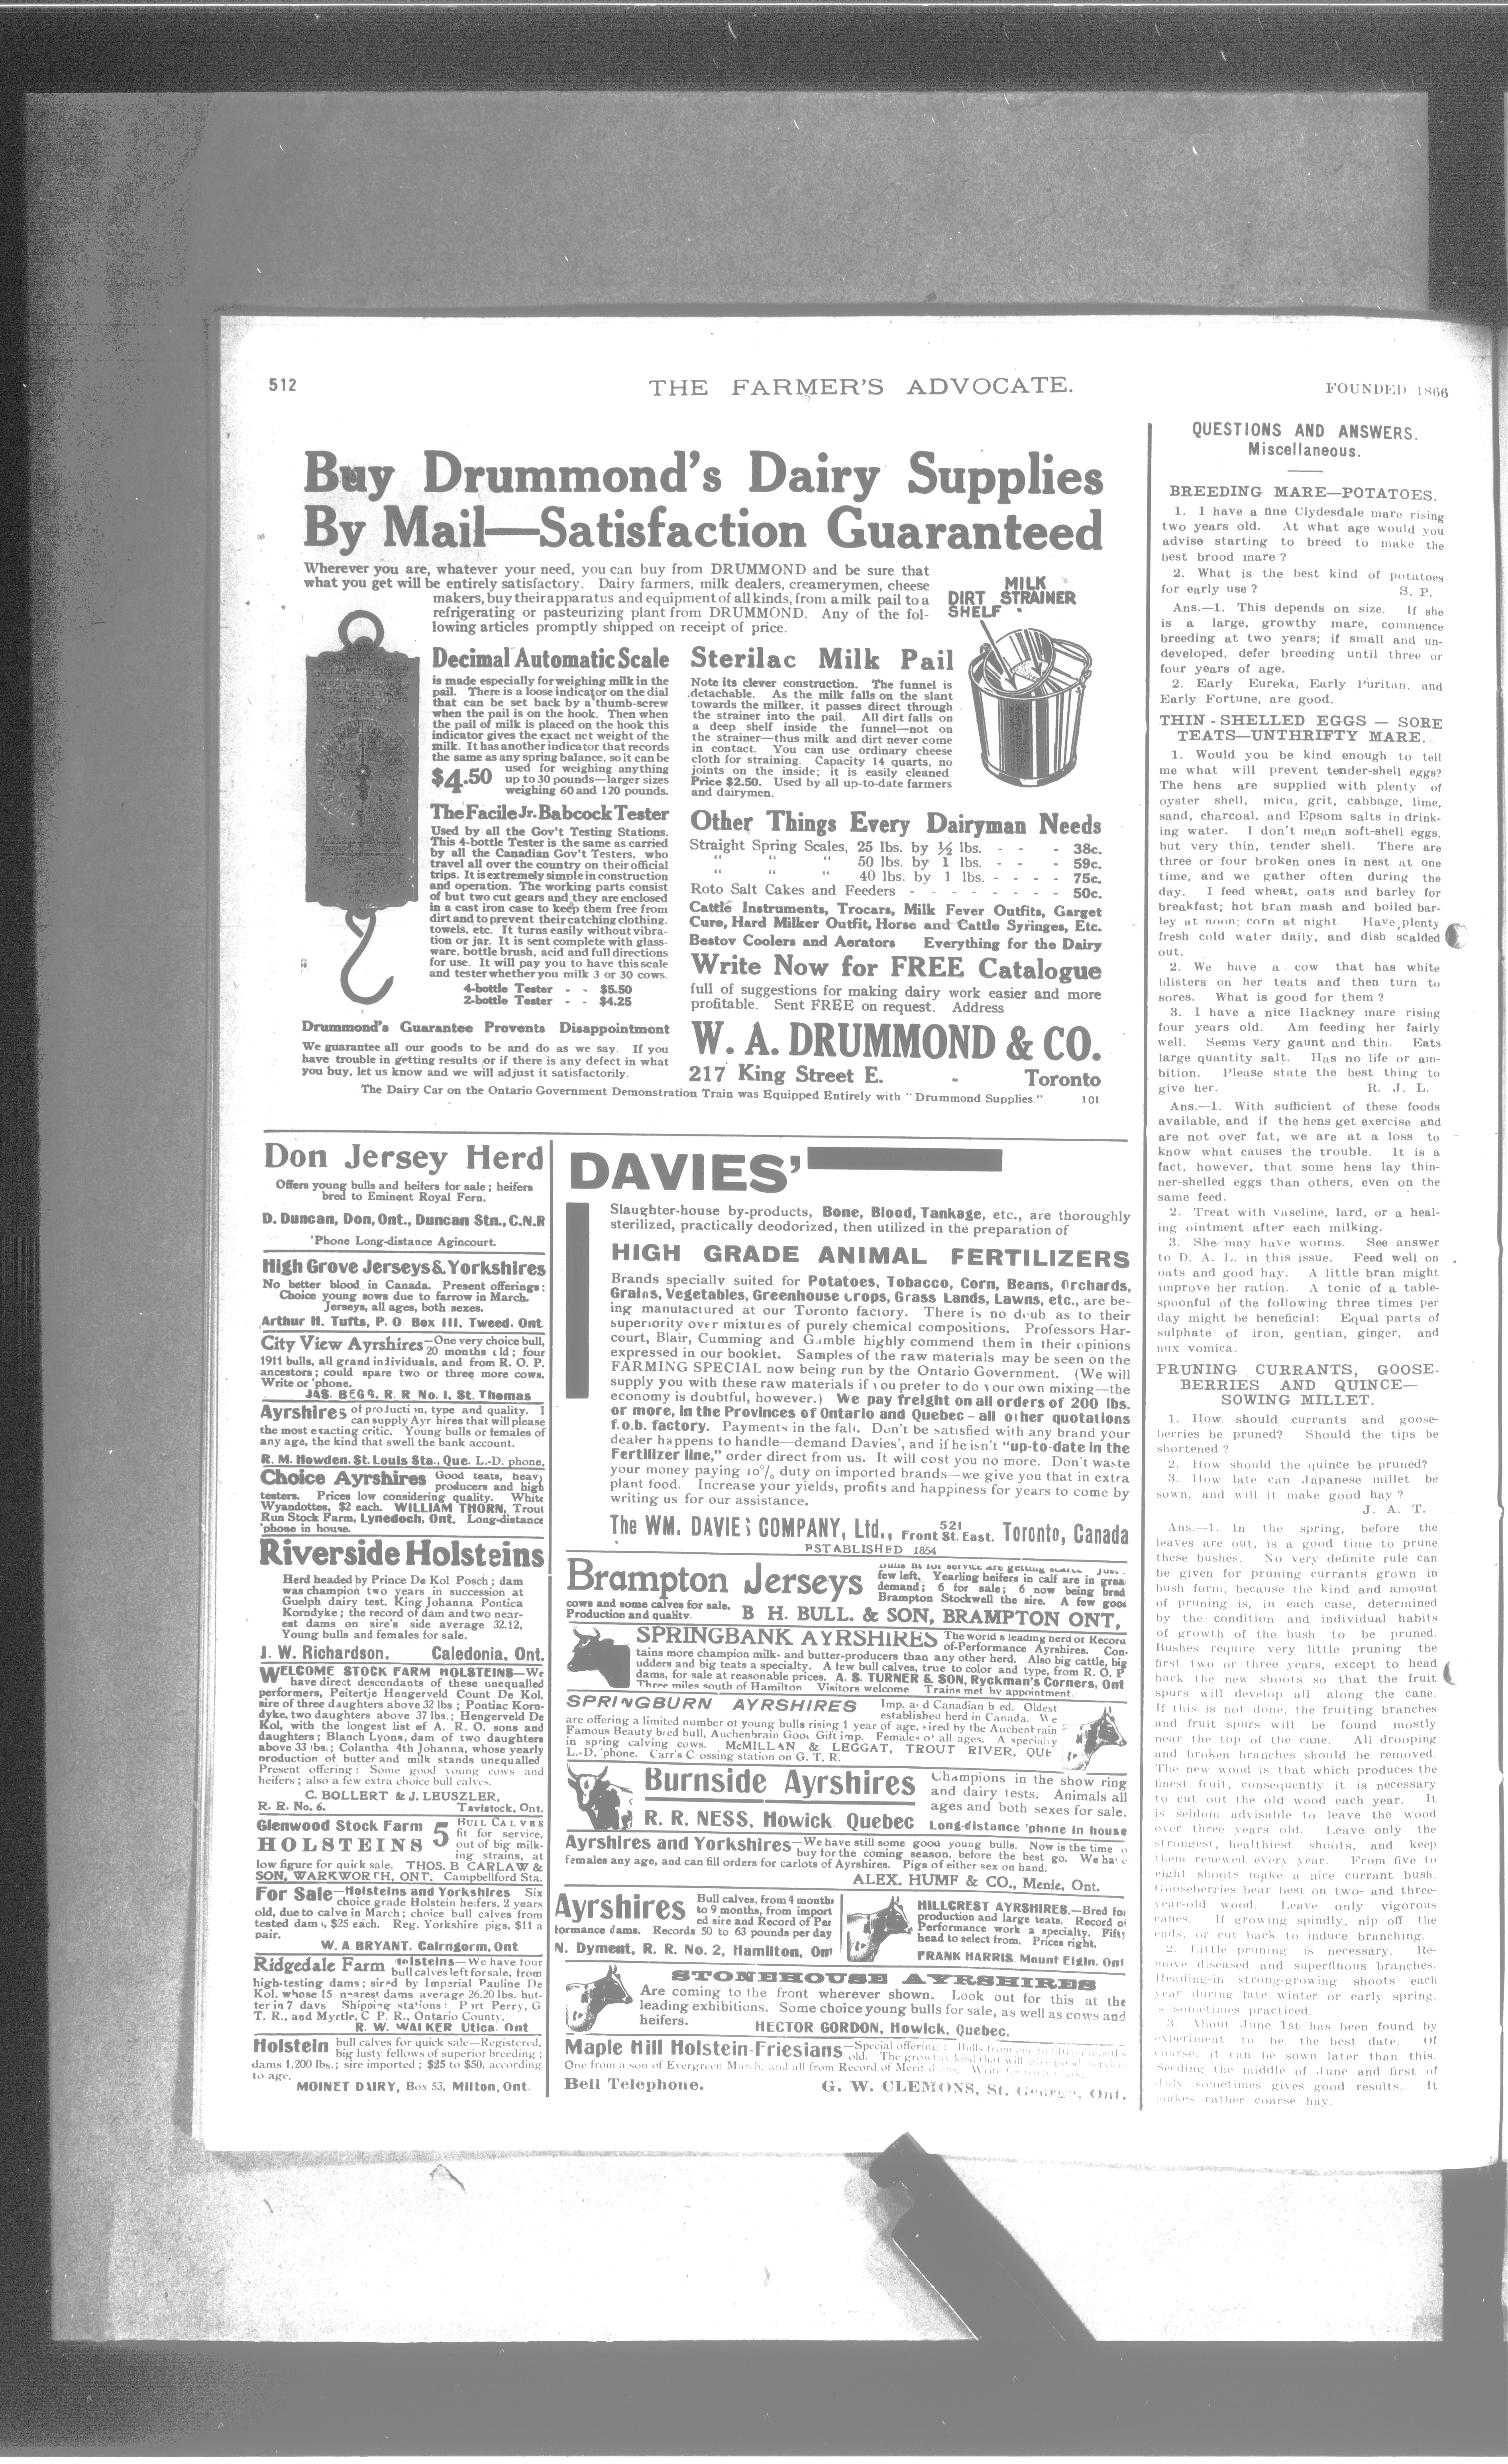 512
THE FARMER'S ADVOCATE.
FOUNDED 1866
Buy Drummond's Dairy Supplies
By Mail—Satisfaction Guaranteed
Wherever you are, whatever your need, you can buy from DRUMMOND and be sure that
what you get will be entirely satisfactory. Dairy farmers, milk dealers, creamerymen, cheese
makers, buy their apparatus and equipment of all kinds, from a milk pail to a
refrigerating or pasteurizing plant from DRUMMOND. Any of the fol-
lowing articles promptly shipped on receipt of price.
MILK
DIRT STRAINER
SHELF
Decimal Automatic Scale
is made especially for weighing milk in the
pail. There is a loose indicator on the dial
that can be set back by a thumb-screw
when the pail is on the hook. Then when
the pail of milk is placed on the hook this
indicator gives the exact net weight of the
milk. It has another indicator that records
the same as any spring balance, so it can be
$4.50 used for weighing anything
up to 30 pounds—larger sizes
weighing 60 and 120 pounds.
The Facile Jr. Babcock Tester
Used by all the Gov't Testing Stations.
This 4-bottle Tester is the same as carried
by all the Canadian Gov't Testers, who
travel all over the country on their official
trips. It is extremely simple in construction
and operation. The working parts consist
of but two cut gears and they are enclosed
in a cast iron case to keep them free from
dirt and to prevent their catching clothing,
towels, etc. It turns easily without vibra-
tion or jar. It is sent complete with glass-
ware, bottle brush, acid and full directions
for use. It will pay you to have this scale
and tester whether you milk 3 or 30 cows.
4-bottle Tester - - $5.50
2-bottle Tester - - $4.25
Drummond's Guarantee Prevents Disappointment
We guarantee all our goods to be and do as we say. If you
have trouble in getting results or if there is any defect in what
you buy, let us know and we will adjust it satisfactorily.
Sterilac Milk Pail
Note its clever construction. The funnel is
detachable. As the milk falls on the slant
towards the milker, it passes direct through
the strainer into the pail. All dirt falls on
a deep shelf inside the funnel—not on
the strainer—thus milk and dirt never come
in contact. You can use ordinary cheese
cloth for straining. Capacity 14 quarts, no
joints on the inside; it is easily cleaned.
Price $2.50. Used by all up-to-date farmers
and dairymen.
Other Things Every Dairyman Needs
Straight Spring Scales, 25 lbs. by ½ lbs. - - - 38c.
" " " 50 lbs. by 1 lbs. - - - 59c.
" " " 40 lbs. by 1 lbs. - - - - 75c.
Roto Salt Cakes and Feeders - - - - - - - - 50c.
Cattle Instruments, Trocars, Milk Fever Outfits, Garget
Cure, Hard Milker Outfit, Horse and Cattle Syringes, Etc.
Bestov Coolers and Aerators Everything for the Dairy
Write Now for FREE Catalogue
full of suggestions for making dairy work easier and more
profitable. Sent FREE on request. Address
W. A. DRUMMOND & CO.
217 King Street E. - Toronto
The Dairy Car on the Ontario Government Demonstration Train was Equipped Entirely with "Drummond Supplies." 101
Don Jersey Herd
Offers young bulls and heifers for sale; heifers
bred to Eminent Royal Fern.
D. Duncan, Don, Ont., Duncan Stn., C.N.R
'Phone Long-distance Agincourt.
High Grove Jerseys & Yorkshires
No better blood in Canada. Present offerings:
Choice young sows due to farrow in March.
Jerseys, all ages, both sexes.
Arthur H. Tufts, P. O Box III. Tweed. Ont
City View Ayrshires—One very choice bull,
20 months old; four
1911 bulls, all grand individuals, and from R. O. P.
ancestors; could spare two or three more cows.
Write or 'phone.
JAS. BEGG, R. R No. I. St. Thomas
Ayrshires of production, type and quality. I
can supply Ayrshires that will please
the most exacting critic. Young bulls or females of
any age, the kind that swell the bank account.
R. M. Howden. St. Louis Sta., Que. L.-D. 'phone.
Choice Ayrshires Good teats, heavy
producers and high
testers. Prices low considering quality. White
Wyandottes, $2 each. WILLIAM THORN, Trout
Run Stock Farm, Lynedoch, Ont. Long-distance
'phone in house.
Riverside Holsteins
Herd headed by Prince De Kol Posch; dam
was champion two years in succession at
Guelph dairy test. King Johanna Pontica
Korndyke; the record of dam and two near-
est dams on sire's side average 32.12.
Young bulls and females for sale.
J. W. Richardson. Caledonia, Ont.
WELCOME STOCK FARM HOLSTEINS—We
have direct descendants of these unequalled
performers, Peitertje Hengerveld Count De Kol,
sire of three daughters above 32 lbs; Pontiac Korn-
dyke, two daughters above 37 lbs.; Hengerveld De
Kol, with the longest list of A. R. O. sons and
daughters; Blanch Lyons, dam of two daughters
above 33 lbs.; Colantha 4th Johanna, whose yearly
production of butter and milk stands unequalled
Present offering: Some good young cows and
heifers; also a few extra choice bull calves.
C. BOLLERT & J. LEUSZLER,
R. R. No. 6. Tavistock, Ont.
Glenwood Stock Farm
HOLSTEINS
5 BULL CALVES
fit for service,
out of big milk-
ing strains, at
low figure for quick sale. THOS. B CARLAW &
SON, WARKWORTH, ONT. Campbellford Sta.
For Sale—Holsteins and Yorkshires Six
choice grade Holstein heifers, 2 years
old, due to calve in March; choice bull calves from
tested dams, $25 each. Reg. Yorkshire pigs, $11 a
pair.
W. A. BRYANT. Cairngorm, Ont
Ridgedale Farm Holsteins—We have four
bull calves left for sale, from
high-testing dams; sired by Imperial Pauline De
Kol, whose 15 nearest dams average 26.20 lbs. but-
ter in 7 days Shipping stations: Port Perry, G
T. R., and Myrtle, C P. R., Ontario County.
R. W. WALKER Utica. Ont
Holstein bull calves for quick sale—Registered,
big lusty fellows of superior breeding;
dams 1,200 lbs.; sire imported; $25 to $50, according
to age.
MOINET DAIRY, Box 53, Milton, Ont.
DAVIES'
Slaughter-house by-products, Bone, Blood, Tankage, etc., are thoroughly
sterilized, practically deodorized, then utilized in the preparation of
HIGH GRADE ANIMAL FERTILIZERS
Brands specially suited for Potatoes, Tobacco, Corn, Beans, Orchards,
Grains, Vegetables, Greenhouse Crops, Grass Lands, Lawns, etc., are be-
ing manufactured at our Toronto factory. There is no doub as to their
superiority over mixtures of purely chemical compositions. Professors Har-
court, Blair, Cumming and Gamble highly commend them in their opinions
expressed in our booklet. Samples of the raw materials may be seen on the
FARMING SPECIAL now being run by the Ontario Government. (We will
supply you with these raw materials if you prefer to do your own mixing—the
economy is doubtful, however.) We pay freight on all orders of 200 lbs.
or more, in the Provinces of Ontario and Quebec—all other quotations
f.o.b. factory. Payments in the fall. Don't be satisfied with any brand your
dealer happens to handle—demand Davies', and if he isn't "up-to-date in the
Fertilizer line," order direct from us. It will cost you no more. Don't waste
your money paying 10% duty on imported brands—we give you that in extra
plant food. Increase your yields, profits and happiness for years to come by
writing us for our assistance.
The WM. DAVIES COMPANY, Ltd., 521 Front St. East. Toronto, Canada
ESTABLISHED 1854
Brampton Jerseys Bulls fit for service are getting scarce Just
few left. Yearling heifers in calf are in grea
demand; 6 for sale; 6 now being bred
Brampton Stockwell the sire. A few good
cows and some calves for sale.
Production and quality. B H. BULL. & SON, BRAMPTON ONT,
SPRINGBANK AYRSHIRES The world s leading herd of Record
of-Performance Ayrshires. Con-
tains more champion milk- and butter-producers than any other herd. Also big cattle, big
udders and big teats a specialty. A few bull calves, true to color and type, from R. O. P
dams, for sale at reasonable prices. A. S. TURNER & SON, Ryckman's Corners, Ont
Three miles south of Hamilton Visitors welcome Trains met by appointment.
SPRINGBURN AYRSHIRES Imp. and Canadian bred. Oldest
established herd in Canada. We
are offering a limited number of young bulls rising 1 year of age, sired by the Auchenbrain
Famous Beauty bred bull, Auchenbrain Good Gift imp. Females of all ages. A specialty
in spring calving cows. McMILLAN & LEGGAT, TROUT RIVER, QUE
L.-D. 'phone. Carr's Crossing station on G. T. R.
Burnside Ayrshires
Champions in the show ring
and dairy tests. Animals all
ages and both sexes for sale.
R. R. NESS, Howick Quebec Long-distance 'phone in house
Ayrshires and Yorkshires—We have still some good young bulls. Now is the time
buy for the coming season, before the best go. We have
females any age, and can fill orders for carlots of Ayrshires. Pigs of either sex on hand.
ALEX. HUME & CO., Menie, Ont.
Ayrshires Bull calves, from 4 months
to 9 months, from import
ed sire and Record of Per
formance dams. Records 50 to 63 pounds per day
N. Dyment, R. R. No. 2, Hamilton, Ont
HILLCREST AYRSHIRES.—Bred for
production and large teats. Record of
Performance work a specialty. Fifty
head to select from. Prices right.
FRANK HARRIS. Mount Elgin. Ont
STONEHOUSE AYRSHIRES
Are coming to the front wherever shown. Look out for this at the
leading exhibitions. Some choice young bulls for sale, as well as cows and
heifers. HECTOR GORDON, Howick, Quebec.
Maple Hill Holstein-Friesians—Special offering: Bulls from one to fifteen months
old. The growthy kind that will give good service
One from a son of Evergreen March, and all from Record of Merit dams. Write for particulars.
Bell Telephone. G. W. CLEMONS, St. George, Ont.
QUESTIONS AND ANSWERS.
Miscellaneous.
BREEDING MARE—POTATOES.
1. I have a fine Clydesdale mare rising
two years old. At what age would you
advise starting to breed to make the
best brood mare?
2. What is the best kind of potatoes
for early use? S. P.
Ans.—1. This depends on size. If she
is a large, growthy mare, commence
breeding at two years; if small and un-
developed, defer breeding until three or
four years of age.
2. Early Eureka, Early Puritan, and
Early Fortune, are good.
THIN-SHELLED EGGS — SORE
TEATS—UNTHRIFTY MARE.
1. Would you be kind enough to tell
me what will prevent tender-shell eggs?
The hens are supplied with plenty of
oyster shell, mica, grit, cabbage, lime,
sand, charcoal, and Epsom salts in drink-
ing water. I don't mean soft-shell eggs,
but very thin, tender shell. There are
three or four broken ones in nest at one
time, and we gather often during the
day. I feed wheat, oats and barley for
breakfast; hot bran mash and boiled bar-
ley at noon; corn at night. Have plenty
fresh cold water daily, and dish scalded
out.
2. We have a cow that has white
blisters on her teats and then turn to
sores. What is good for them?
3. I have a nice Hackney mare rising
four years old. Am feeding her fairly
well. Seems very gaunt and thin. Eats
large quantity salt. Has no life or am-
bition. Please state the best thing to
give her. R. J. L.
Ans.—1. With sufficient of these foods
available, and if the hens get exercise and
are not over fat, we are at a loss to
know what causes the trouble. It is a
fact, however, that some hens lay thin-
ner-shelled eggs than others, even on the
same feed.
2. Treat with vaseline, lard, or a heal-
ing ointment after each milking.
3. She may have worms. See answer
to D. A. L. in this issue. Feed well on
oats and good hay. A little bran might
improve her ration. A tonic of a table-
spoonful of the following three times per
day might be beneficial: Equal parts of
sulphate of iron, gentian, ginger, and
nux vomica.
PRUNING CURRANTS, GOOSE-
BERRIES AND QUINCE—
SOWING MILLET.
1. How should currants and goose-
berries be pruned? Should the tips be
shortened?
2. How should the quince be pruned?
3. How late can Japanese millet be
sown, and will it make good hay?
J. A. T.
Ans.—1. In the spring, before the
leaves are out, is a good time to prune
these bushes. No very definite rule can
be given for pruning currants grown in
bush form, because the kind and amount
of pruning is, in each case, determined
by the condition and individual habits
of growth of the bush to be pruned.
Bushes require very little pruning the
first two or three years, except to head
back the new shoots so that the fruit
spurs will develop all along the cane.
If this is not done, the fruiting branches
and fruit spurs will be found mostly
near the top of the cane. All drooping
and broken branches should be removed.
The new wood is that which produces the
finest fruit, consequently it is necessary
to cut out the old wood each year. It
is seldom advisable to leave the wood
over three years old. Leave only the
strongest, healthiest shoots, and keep
them renewed every year. From five to
eight shoots make a nice currant bush.
Gooseberries bear best on two- and three-
year-old wood. Leave only vigorous
canes. If growing spindly, nip off the
ends, or cut back to induce branching.
2. Little pruning is necessary. Re-
move diseased and superfluous branches.
Heading-in strong-growing shoots each
year during late winter or early spring,
is sometimes practiced.
3. About June 1st has been found by
experiment to be the best date. Of
course, it can be sown later than this.
Seeding the middle of June and first of
July sometimes gives good results. It
makes rather coarse hay.